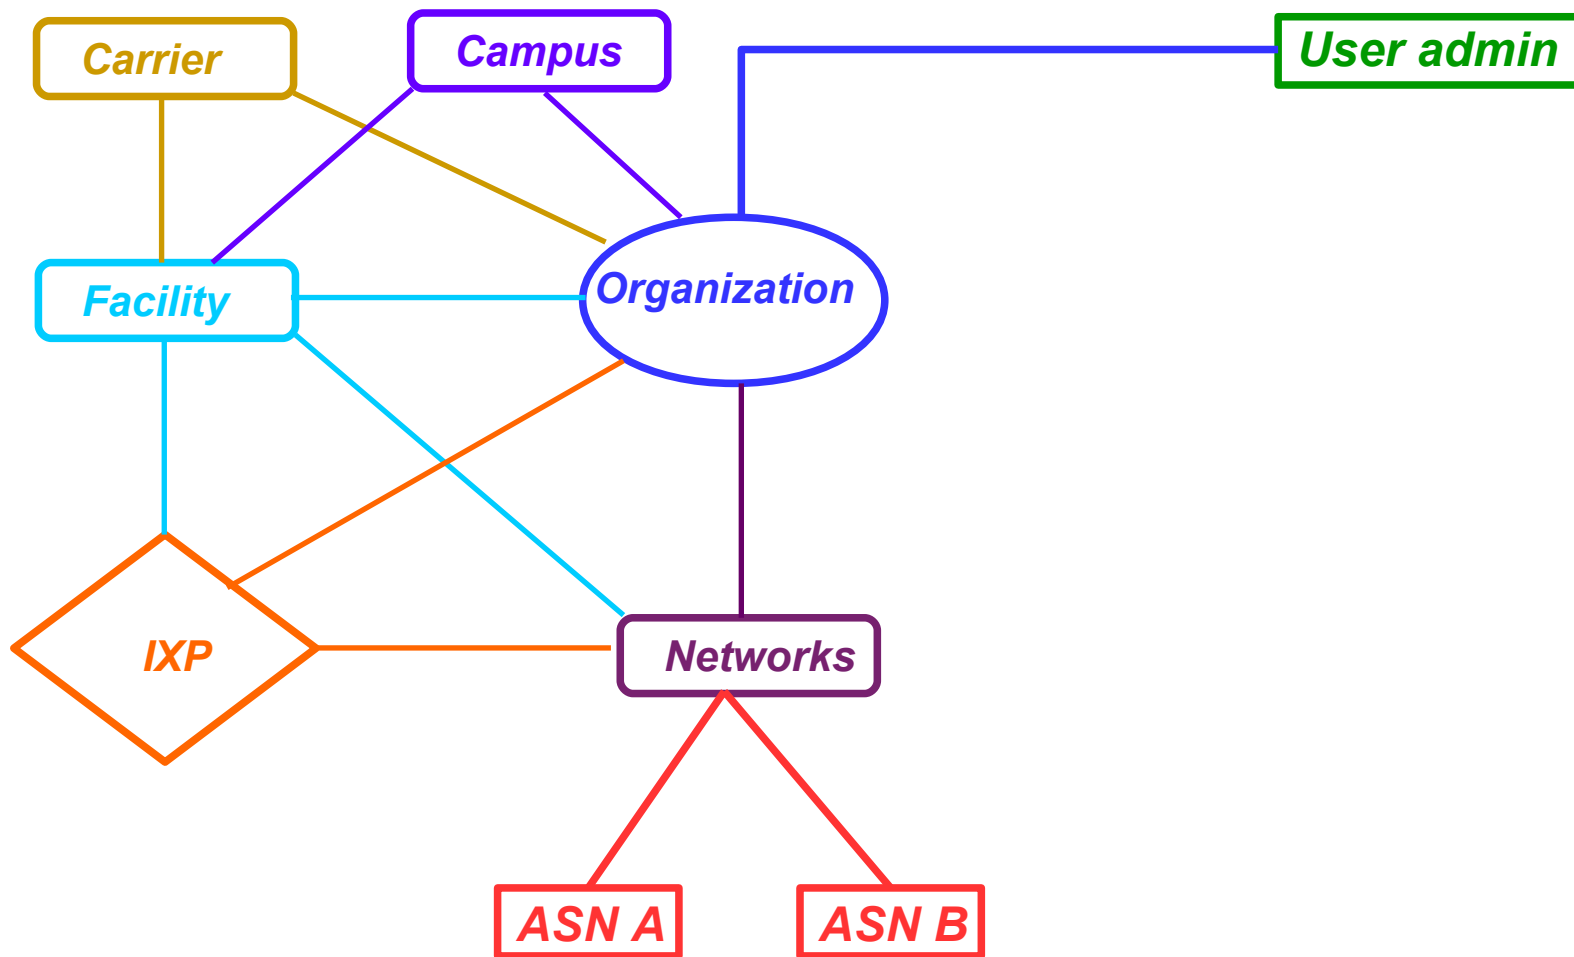 Carrier
Campus
User admin
Facility
Organization
IXP
Networks
ASN A
ASN B